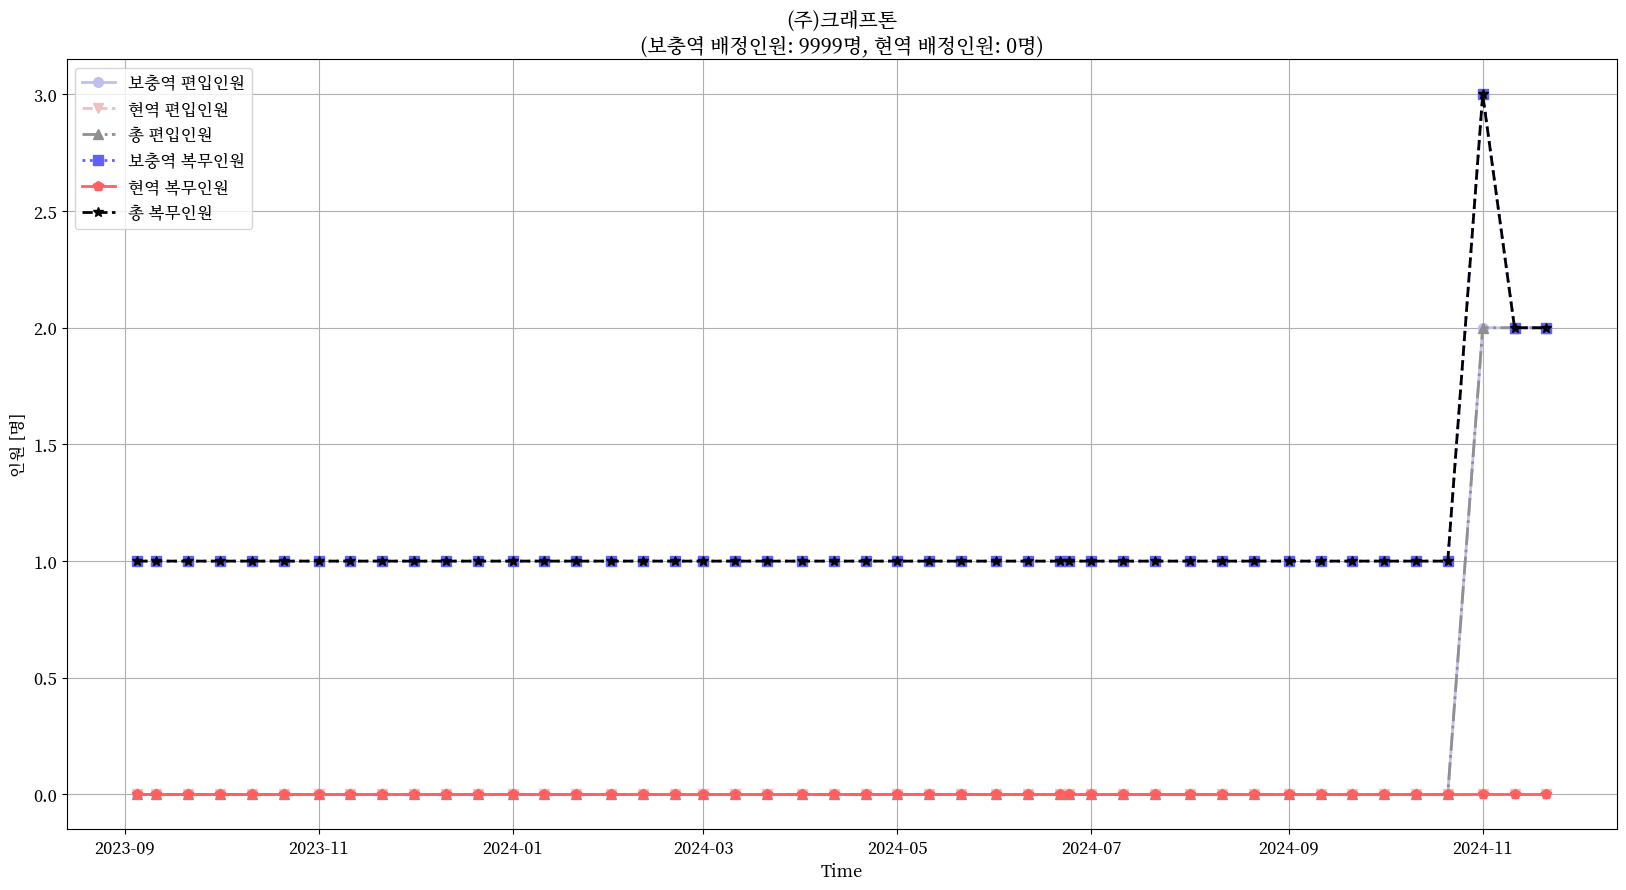 (주)크래프톤
(보충역 배정인원: 9999명, 현역 배정인원: 0명)
보충역 편입인원
현역 편입인원
총 편입인원
보충역 복무인원
현역 복무인원
총 복무인원
인원 [명]
3.0
2.5
2.0
1.5
1.0
0.5
0.0
2023-09 2023-11 2024-01 2024-03 2024-05 2024-07 2024-09 2024-11
Time